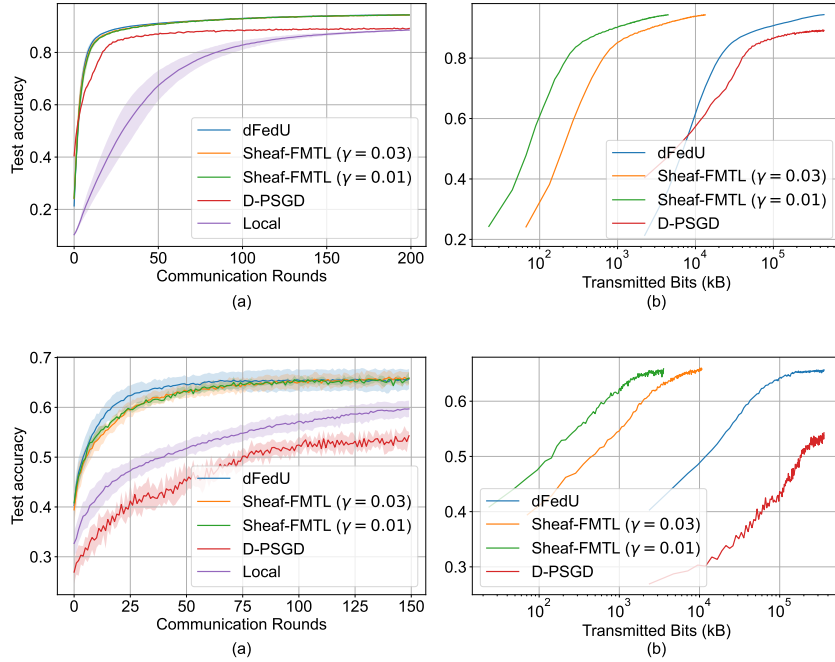 Test accuracy
0.8
0.6
0.4
0.2
dFedU
Sheaf-FMTL (γ = 0.03)
Sheaf-FMTL (γ = 0.01)
D-PSGD
Local
0 50 100 150 200
Communication Rounds
(a)
0.8
0.6
0.4
0.2
dFedU
Sheaf-FMTL (γ = 0.03)
Sheaf-FMTL (γ = 0.01)
D-PSGD
10² 10³ 10⁴ 10⁵
Transmitted Bits (kB)
(b)
Test accuracy
0.7
0.6
0.5
0.4
0.3
dFedU
Sheaf-FMTL (γ = 0.03)
Sheaf-FMTL (γ = 0.01)
D-PSGD
Local
0 25 50 75 100 125 150
Communication Rounds
(a)
0.6
0.5
0.4
0.3
dFedU
Sheaf-FMTL (γ = 0.03)
Sheaf-FMTL (γ = 0.01)
D-PSGD
10² 10³ 10⁴ 10⁵
Transmitted Bits (kB)
(b)